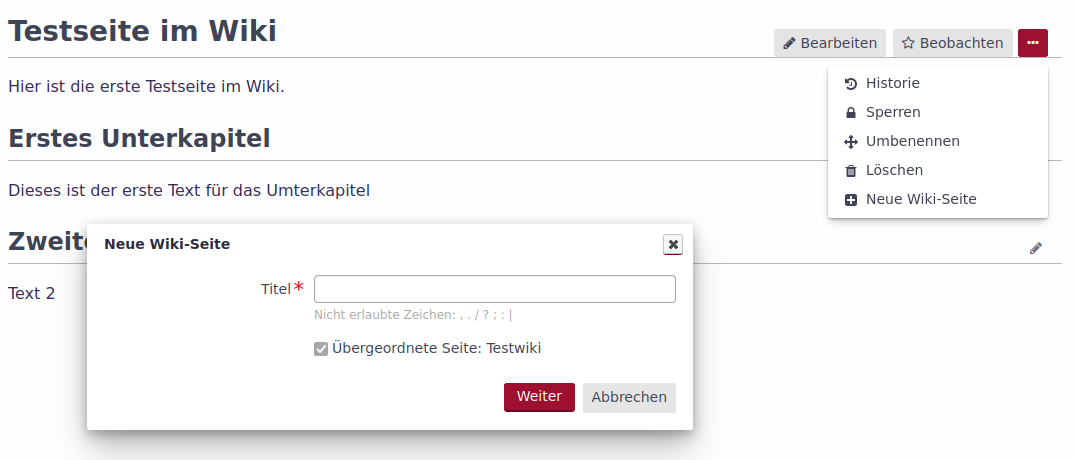 Testseite im Wiki
Bearbeiten
Beobachten
Hier ist die erste Testseite im Wiki.
Historie
Sperren
Umbenennen
Löschen
Neue Wiki-Seite
Erstes Unterkapitel
Dieses ist der erste Text für das Umterkapitel
Zweite
Text 2
Neue Wiki-Seite
Titel*
Nicht erlaubte Zeichen: , . / ? ; : |
Übergeordnete Seite: Testwiki
Weiter
Abbrechen